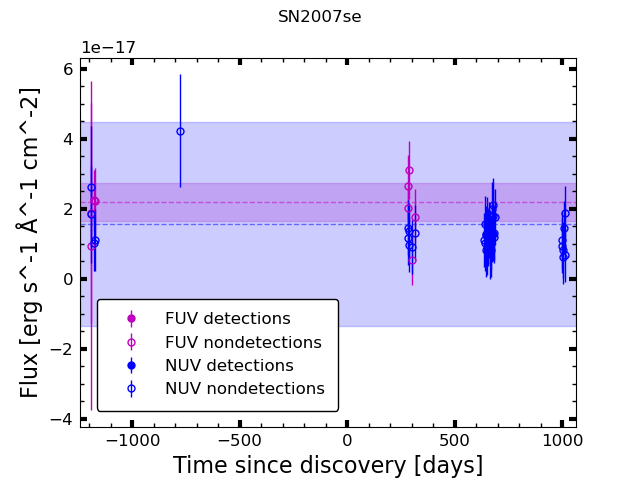 SN2007se
1e−17
6
4
2
0
−2
−4
Flux [erg s^-1 Å^-1 cm^-2]
FUV detections
FUV nondetections
NUV detections
NUV nondetections
−1000
−500
0
500
1000
Time since discovery [days]